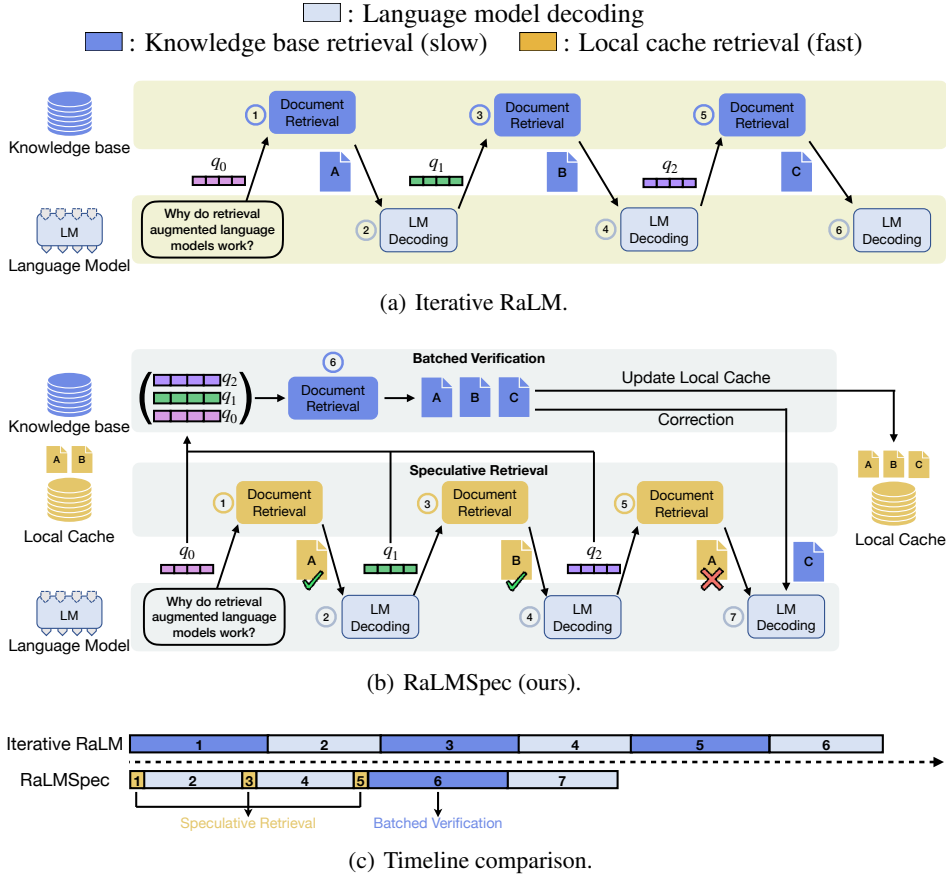 : Language model decoding
: Knowledge base retrieval (slow) : Local cache retrieval (fast)
Knowledge base
1
Document
Retrieval
3
Document
Retrieval
5
Document
Retrieval
q0
A
q1
B
q2
C
LM
Language Model
Why do retrieval
augmented language
models work?
2
LM
Decoding
4
LM
Decoding
6
LM
Decoding
(a) Iterative RaLM.
6
Batched Verification
Knowledge base
( q2
q1
q0 )
Document
Retrieval
A B C
Update Local Cache
Correction
A B
Local Cache
Speculative Retrieval
1
Document
Retrieval
3
Document
Retrieval
5
Document
Retrieval
A B C
Local Cache
q0
A
q1
B
q2
A
C
LM
Language Model
Why do retrieval
augmented language
models work?
2
LM
Decoding
4
LM
Decoding
7
LM
Decoding
(b) RaLMSpec (ours).
Iterative RaLM 1 2 3 4 5 6
RaLMSpec 1 2 3 4 5 6 7
Speculative Retrieval Batched Verification
(c) Timeline comparison.